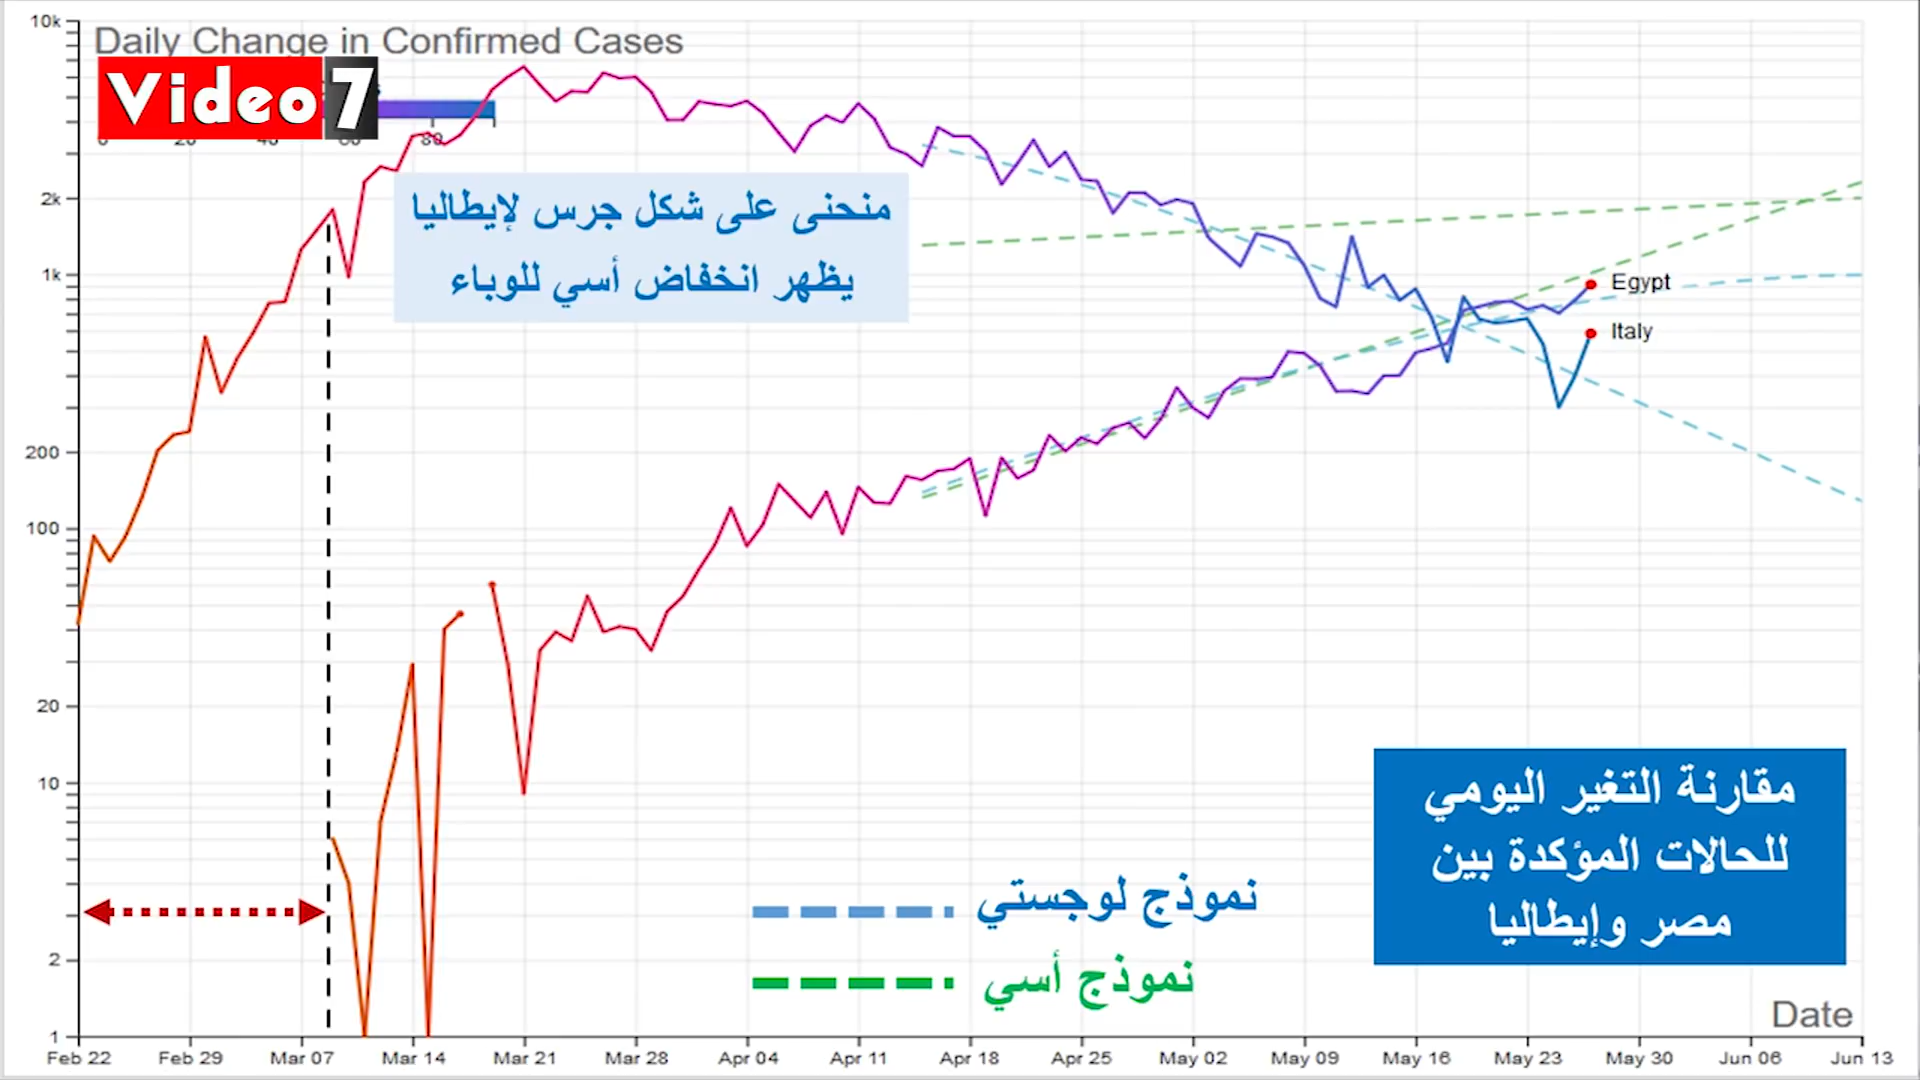 10k
Daily Change in Confirmed Cases
Video7
80
منحنى على شكل جرس لإيطاليا
يظهر انخفاض أسي للوباء
2k
1k
Egypt
Italy
200
100
20
10
2
1
مقارنة التغير اليومي
للحالات المؤكدة بين
مصر وإيطاليا
نموذج لوجستي
نموذج أسي
Date
Feb 22 Feb 29 Mar 07 Mar 14 Mar 21 Mar 28 Apr 04 Apr 11 Apr 18 Apr 25 May 02 May 09 May 16 May 23 May 30 Jun 06 Jun 13